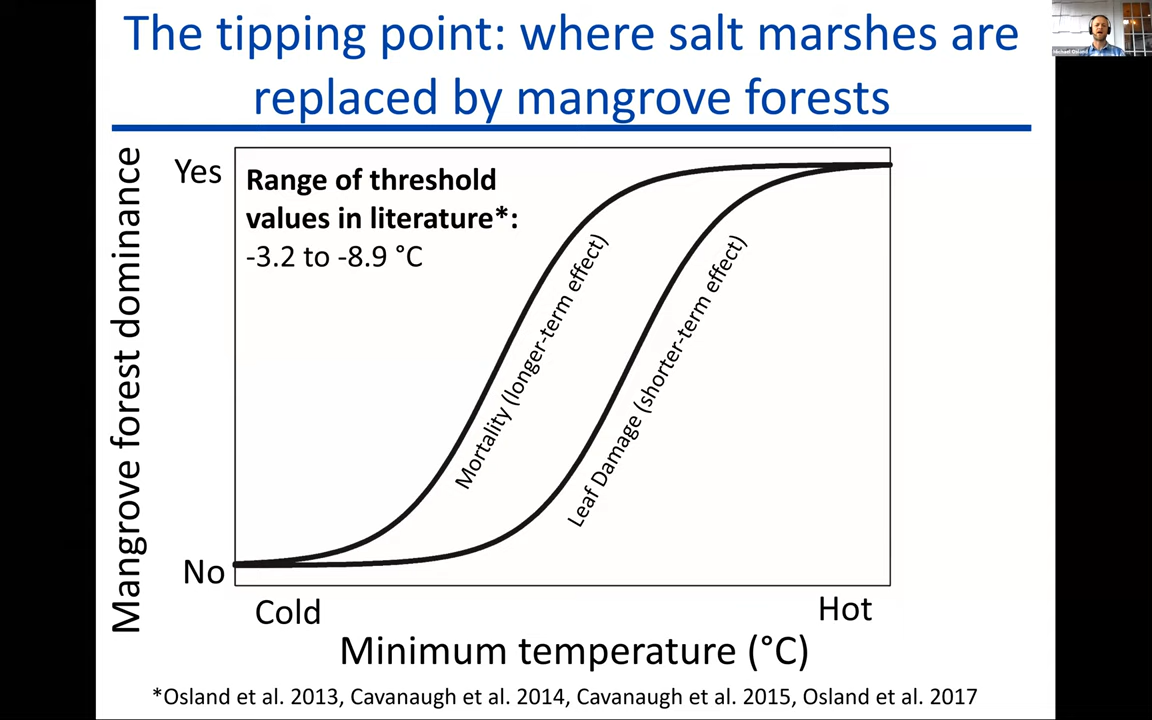 The tipping point: where salt marshes are
replaced by mangrove forests
Mangrove forest dominance
Yes
Range of threshold
values in literature*:
-3.2 to -8.9 °C
Mortality (longer-term effect)
Leaf Damage (shorter-term effect)
No
Cold
Hot
Minimum temperature (°C)
*Osland et al. 2013, Cavanaugh et al. 2014, Cavanaugh et al. 2015, Osland et al. 2017
Michael Osland